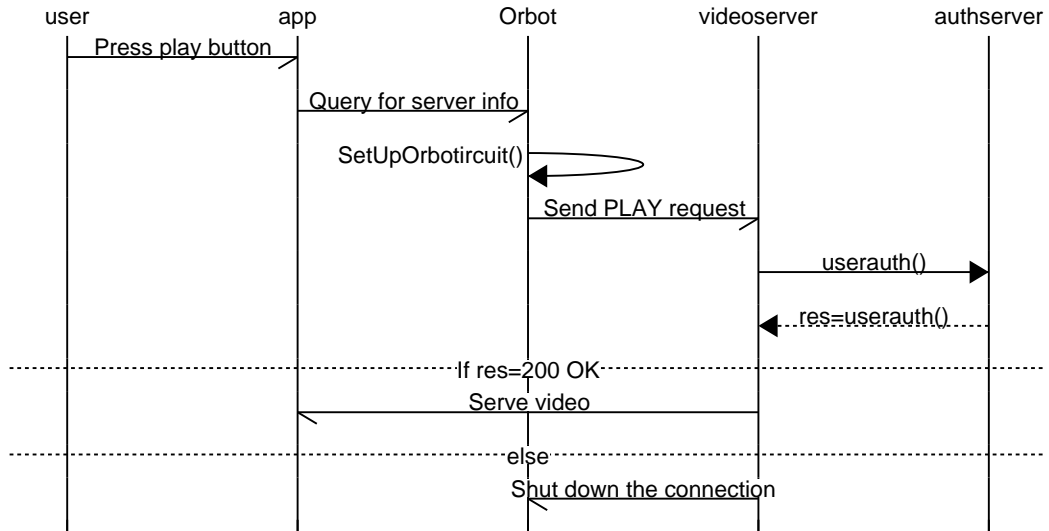 user app Orbot videoserver authserver
Press play button
Query for server info
SetUpOrbotircuit()
Send PLAY request
userauth()
res=userauth()
If res=200 OK
Serve video
else
Shut down the connection